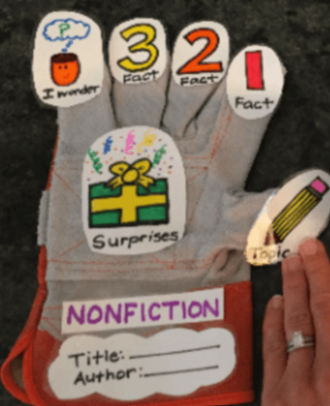 ?
I wonder
3
Fact
2
Fact
1
Fact
Surprises
Topic
NONFICTION
Title:
Author: